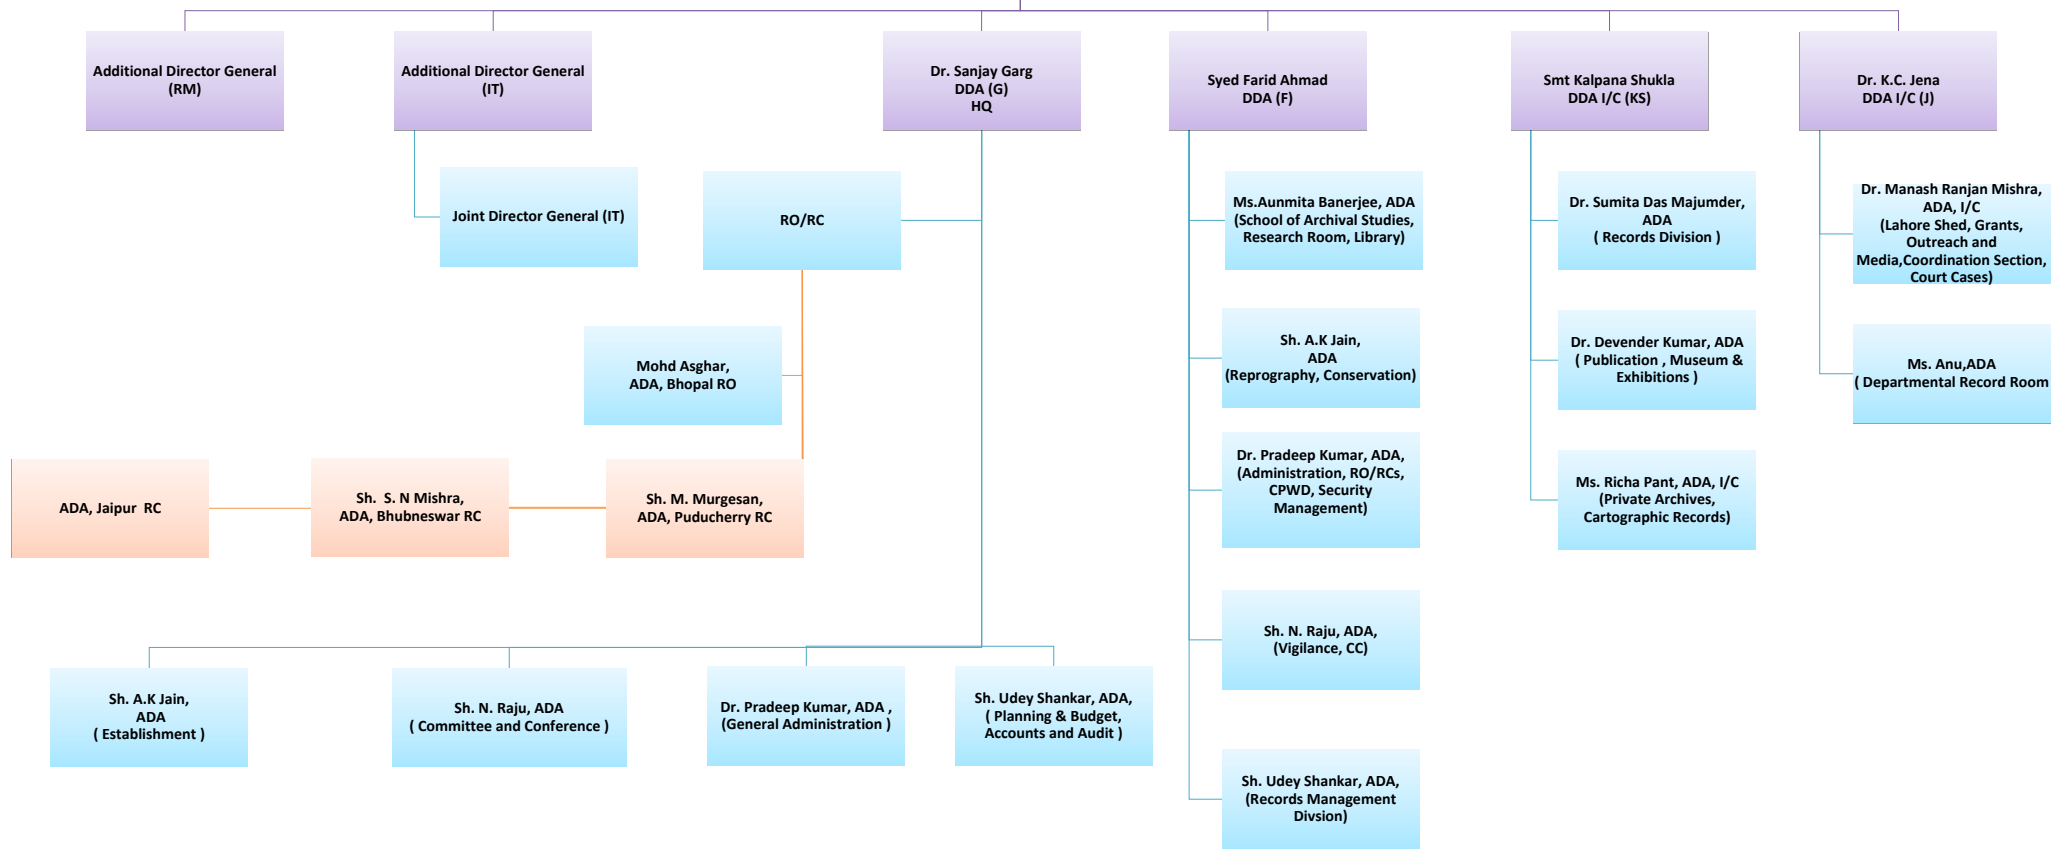 Additional Director General
(RM)
Additional Director General
(IT)
Dr. Sanjay Garg
DDA (G)
HQ
Syed Farid Ahmad
DDA (F)
Smt Kalpana Shukla
DDA I/C (KS)
Dr. K.C. Jena
DDA I/C (J)
Joint Director General (IT)
RO/RC
Ms.Aunmita Banerjee, ADA
(School of Archival Studies,
Research Room, Library)
Dr. Sumita Das Majumder,
ADA
( Records Division )
Dr. Manash Ranjan Mishra,
ADA, I/C
(Lahore Shed, Grants,
Outreach and
Media,Coordination Section,
Court Cases)
Mohd Asghar,
ADA, Bhopal RO
Sh. A.K Jain,
ADA
(Reprography, Conservation)
Dr. Devender Kumar, ADA
( Publication , Museum &
Exhibitions )
Ms. Anu,ADA
( Departmental Record Room
ADA, Jaipur  RC
Sh.  S. N Mishra,
ADA, Bhubneswar RC
Sh. M. Murgesan,
ADA, Puducherry RC
Dr. Pradeep Kumar, ADA,
(Administration, RO/RCs,
CPWD, Security
Management)
Ms. Richa Pant, ADA, I/C
(Private Archives,
Cartographic Records)
Sh. N. Raju, ADA,
(Vigilance, CC)
Sh. A.K Jain,
ADA
( Establishment )
Sh. N. Raju, ADA
( Committee and Conference )
Dr. Pradeep Kumar, ADA ,
(General Administration )
Sh. Udey Shankar, ADA,
( Planning & Budget,
Accounts and Audit )
Sh. Udey Shankar, ADA,
(Records Management
Divsion)